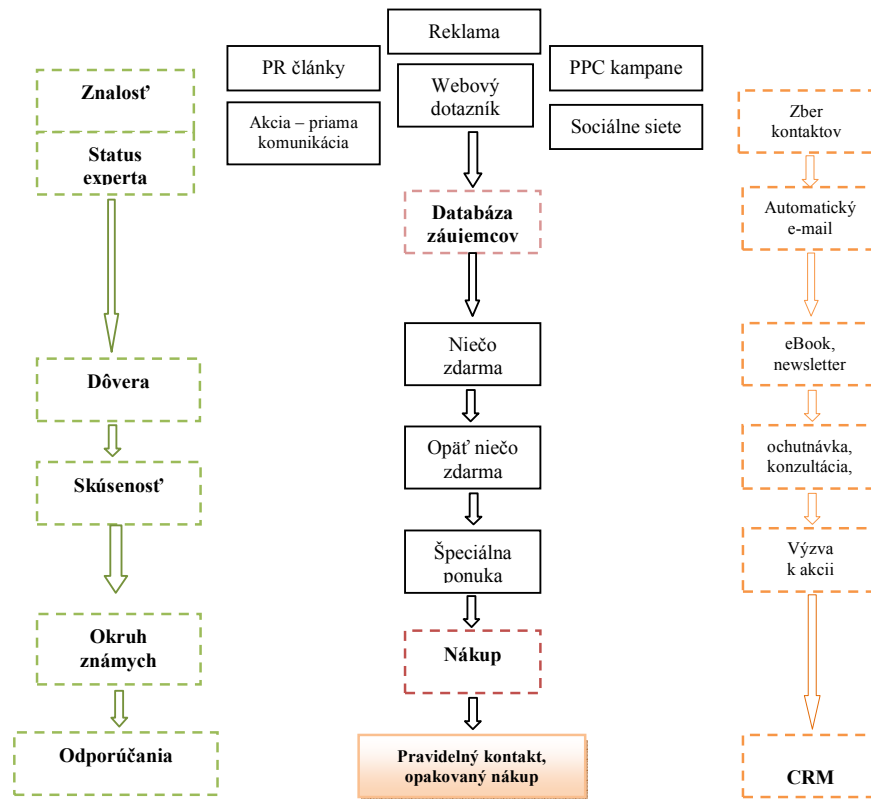 Znalosť
Status
experta
Dôvera
Skúsenosť
Okruh
známych
Odporúčania
Reklama
PR články
PPC kampane
Webový
dotazník
Akcia – priama
komunikácia
Sociálne siete
Databáza
záujemcov
Niečo
zdarma
Opäť niečo
zdarma
Špeciálna
ponuka
Nákup
Pravidelný kontakt,
opakovaný nákup
Zber
kontaktov
Automatický
e-mail
eBook,
newsletter
ochutnávka,
konzultácia,
Výzva
k akcii
CRM